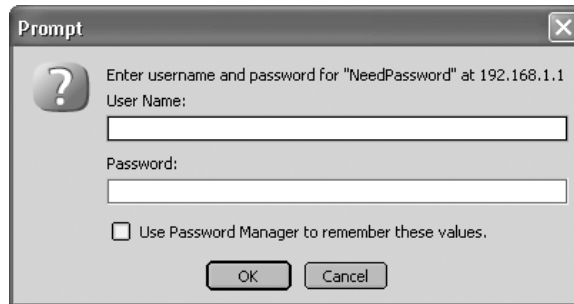 Prompt
Enter username and password for "NeedPassword" at 192.168.1.1
User Name:
Password:
Use Password Manager to remember these values.
OK Cancel